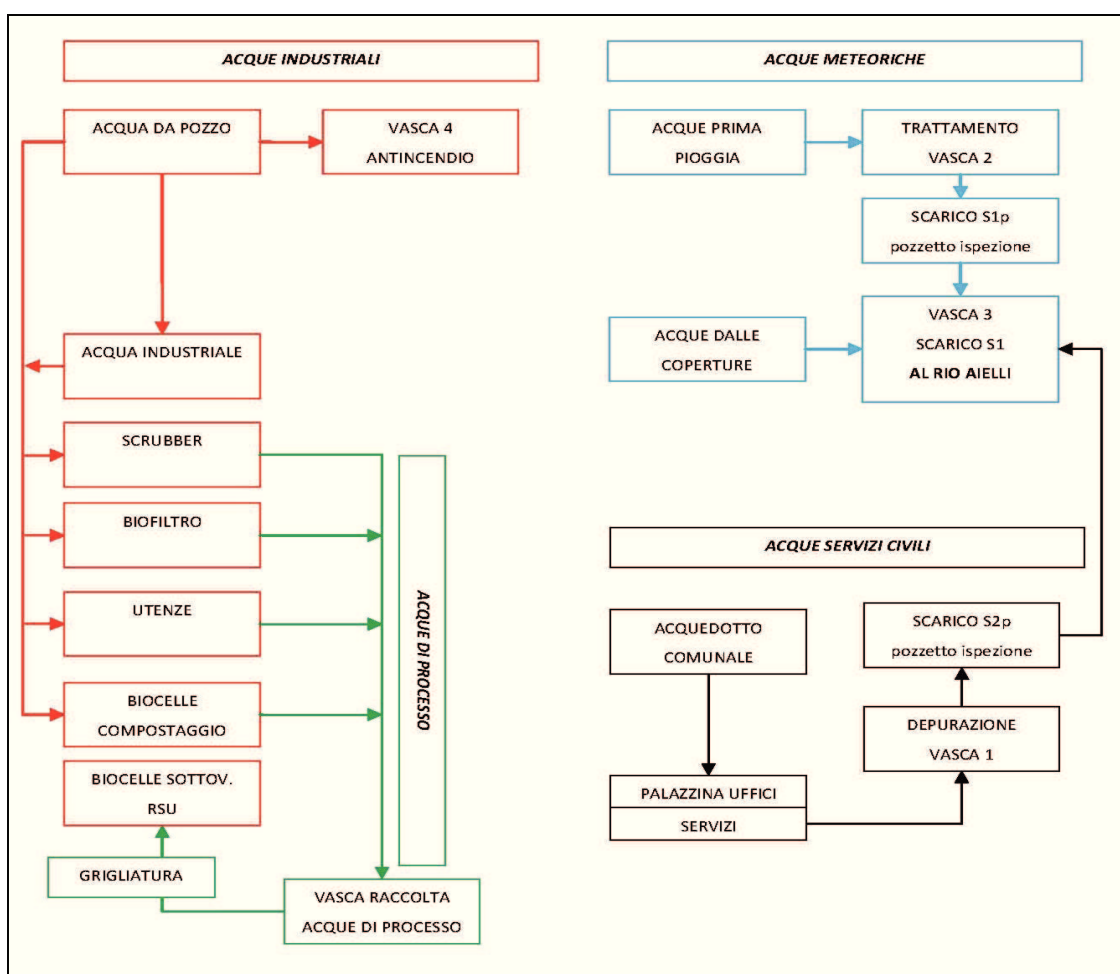 ACQUE INDUSTRIALI
ACQUA DA POZZO
VASCA 4
ANTINCENDIO
ACQUA INDUSTRIALE
SCRUBBER
BIOFILTRO
UTENZE
BIOCELLE
COMPOSTAGGIO
BIOCELLE SOTTOV.
RSU
GRIGLIATURA
VASCA RACCOLTA
ACQUE DI PROCESSO
ACQUE DI PROCESSO
ACQUE METEORICHE
ACQUE PRIMA
PIOGGIA
TRATTAMENTO
VASCA 2
SCARICO S1p
pozzetto ispezione
ACQUE DALLE
COPERTURE
VASCA 3
SCARICO S1
AL RIO AIELLI
ACQUE SERVIZI CIVILI
ACQUEDOTTO
COMUNALE
SCARICO S2p
pozzetto ispezione
DEPURAZIONE
VASCA 1
PALAZZINA UFFICI
SERVIZI